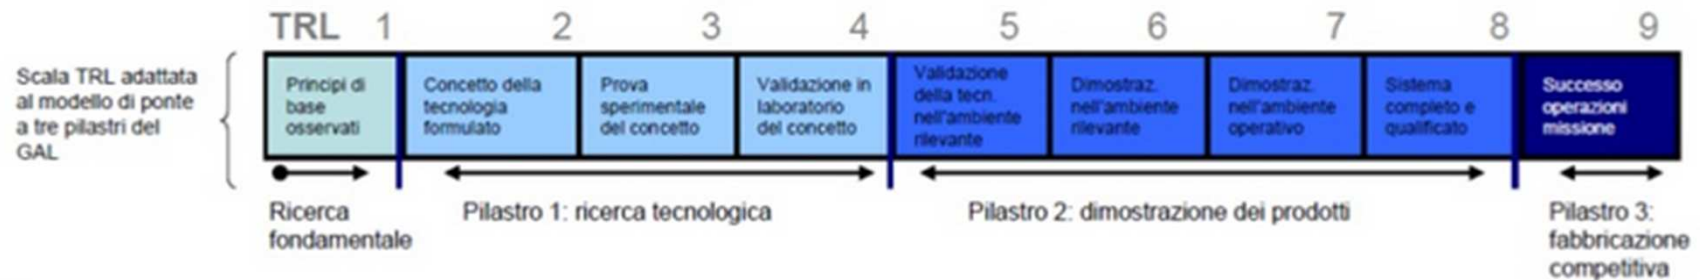 TRL 1 2 3 4 5 6 7 8 9
Scala TRL adattata
al modello di ponte
a tre pilastri del
GAL
Principi di
base
osservati
Concetto della
tecnologia
formulato
Prova
sperimentale
del concetto
Validazione in
laboratorio
del concetto
Validazione
della tecn.
nell'ambiente
rilevante
Dimostraz.
nell'ambiente
rilevante
Dimostraz.
nell'ambiente
operativo
Sistema
completo e
qualificato
Successo
operazioni
missione
Ricerca
fondamentale
Pilastro 1: ricerca tecnologica
Pilastro 2: dimostrazione dei prodotti
Pilastro 3:
fabbricazione
competitiva